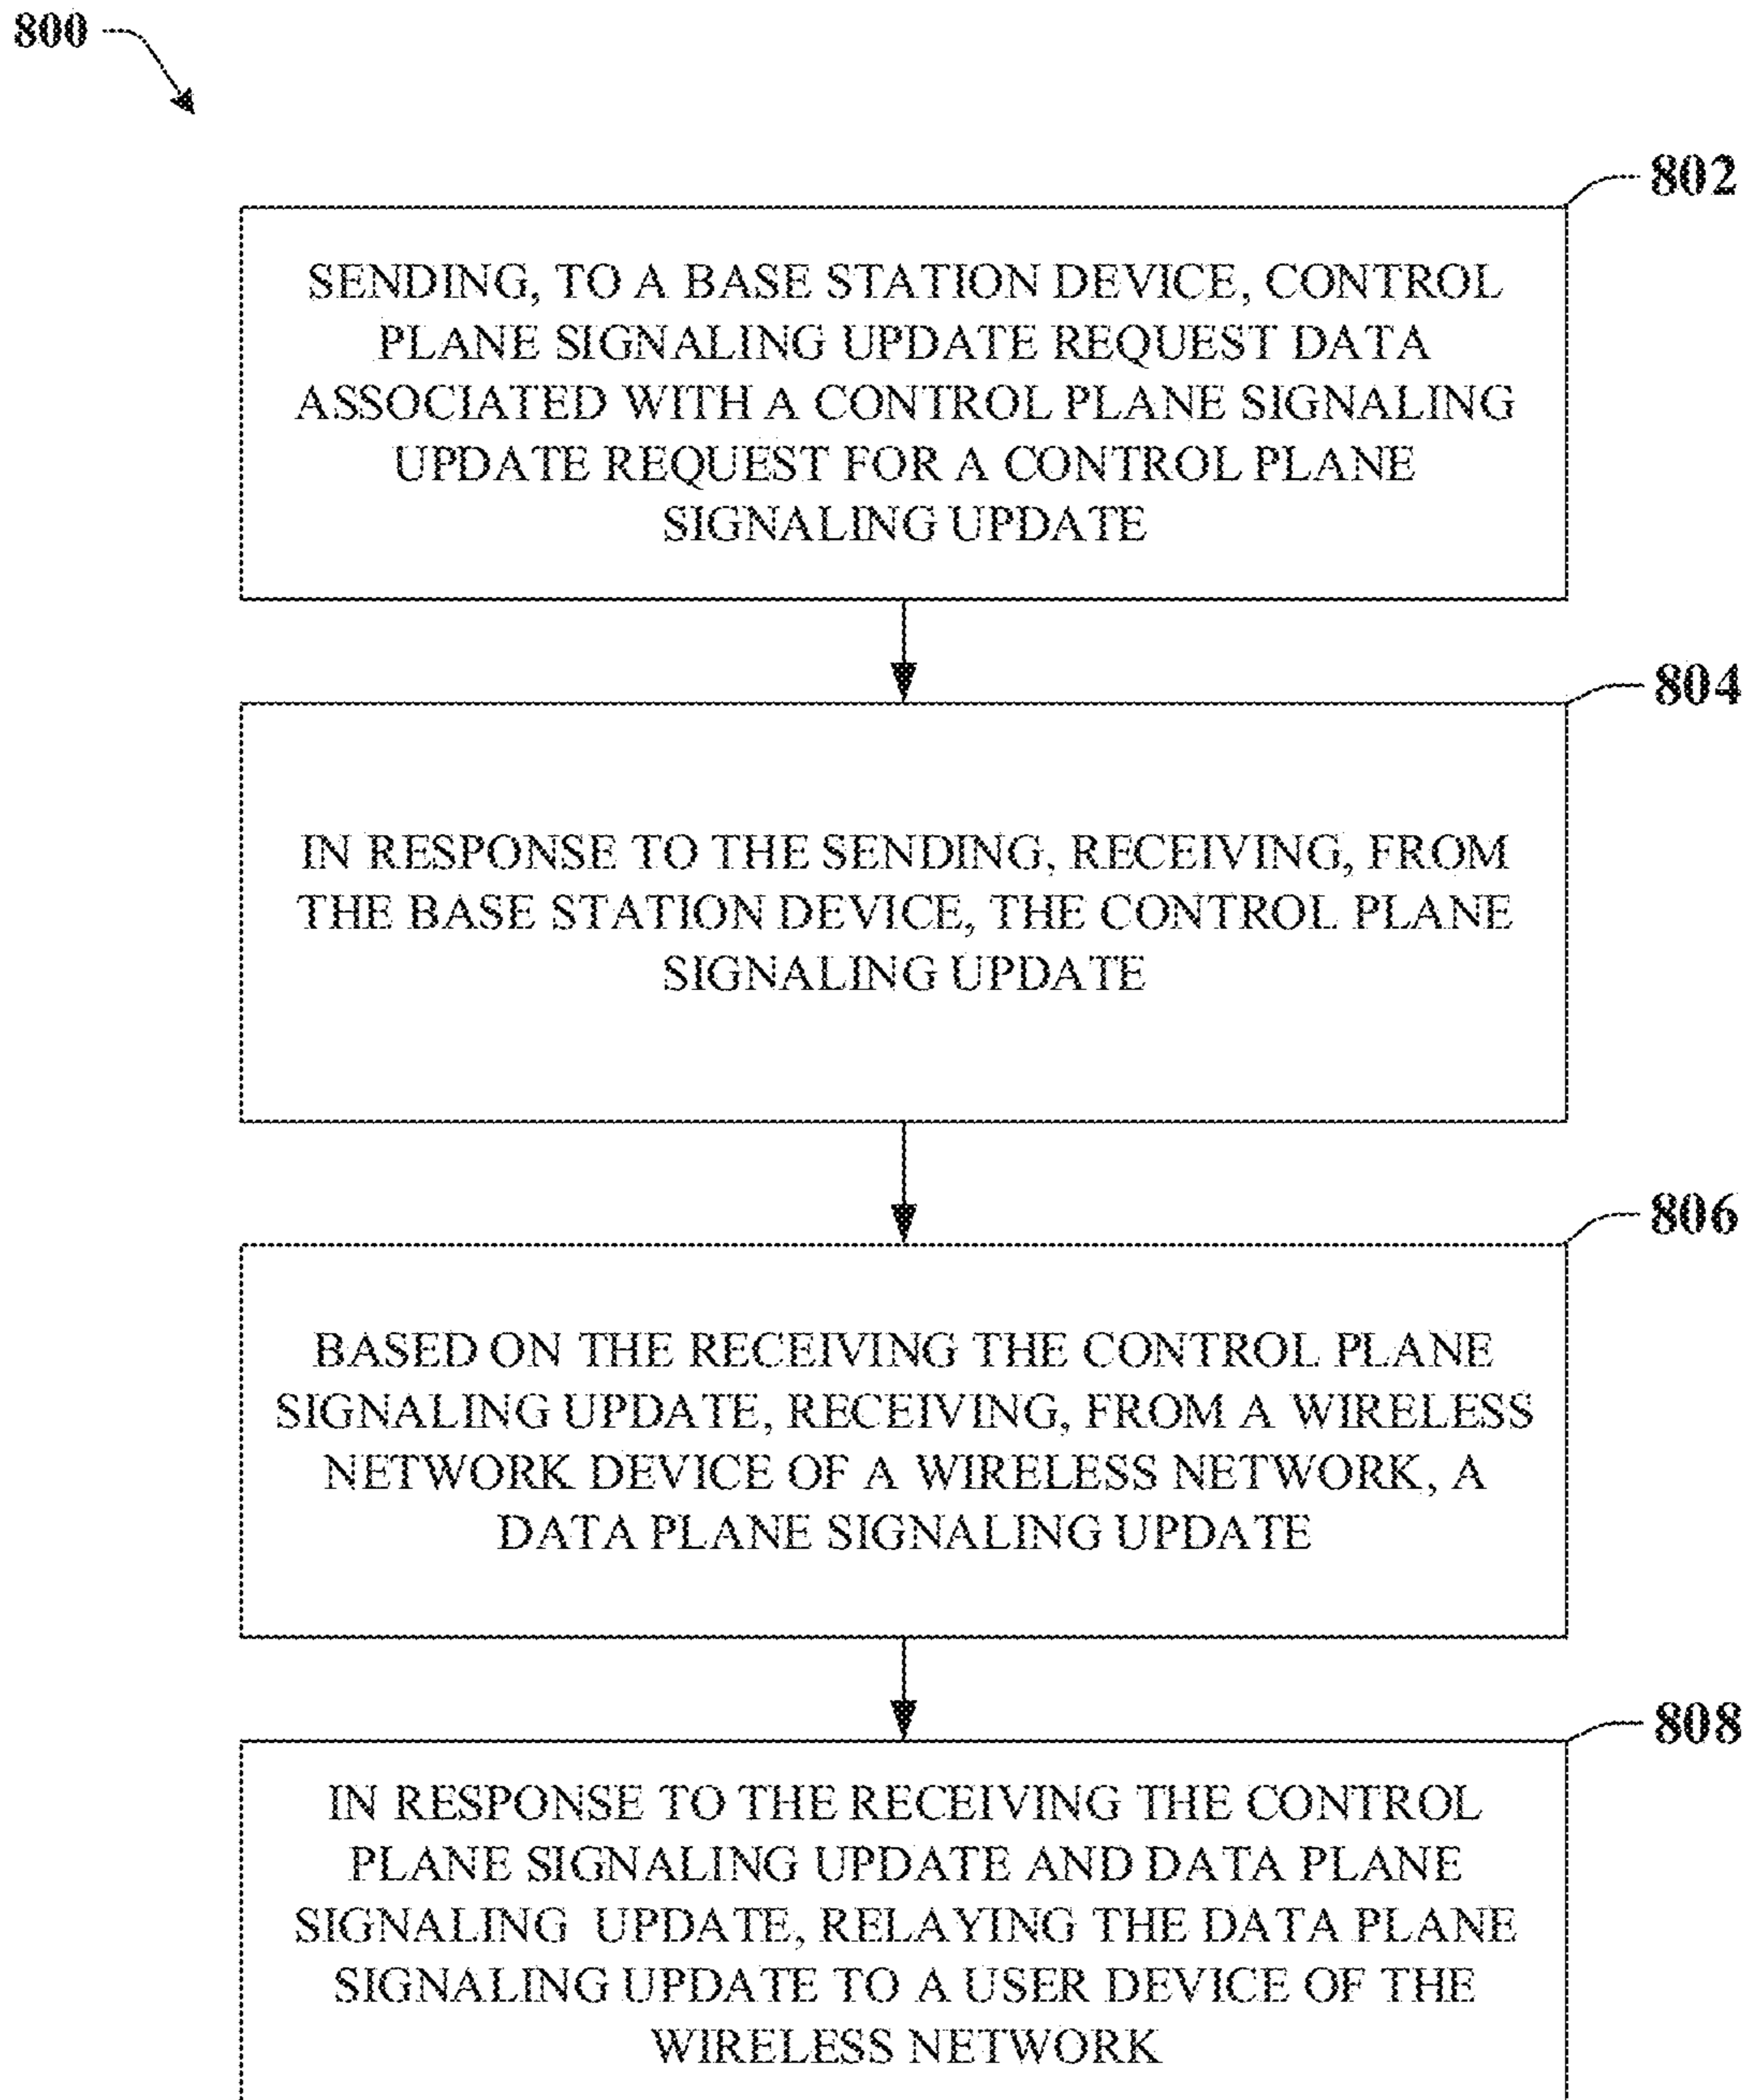 800
802
SENDING, TO A BASE STATION DEVICE, CONTROL
PLANE SIGNALING UPDATE REQUEST DATA
ASSOCIATED WITH A CONTROL PLANE SIGNALING
UPDATE REQUEST FOR A CONTROL PLANE
SIGNALING UPDATE
804
IN RESPONSE TO THE SENDING, RECEIVING, FROM
THE BASE STATION DEVICE, THE CONTROL PLANE
SIGNALING UPDATE
806
BASED ON THE RECEIVING THE CONTROL PLANE
SIGNALING UPDATE, RECEIVING, FROM A WIRELESS
NETWORK DEVICE OF A WIRELESS NETWORK, A
DATA PLANE SIGNALING UPDATE
808
IN RESPONSE TO THE RECEIVING THE CONTROL
PLANE SIGNALING UPDATE AND DATA PLANE
SIGNALING UPDATE, RELAYING THE DATA PLANE
SIGNALING UPDATE TO A USER DEVICE OF THE
WIRELESS NETWORK